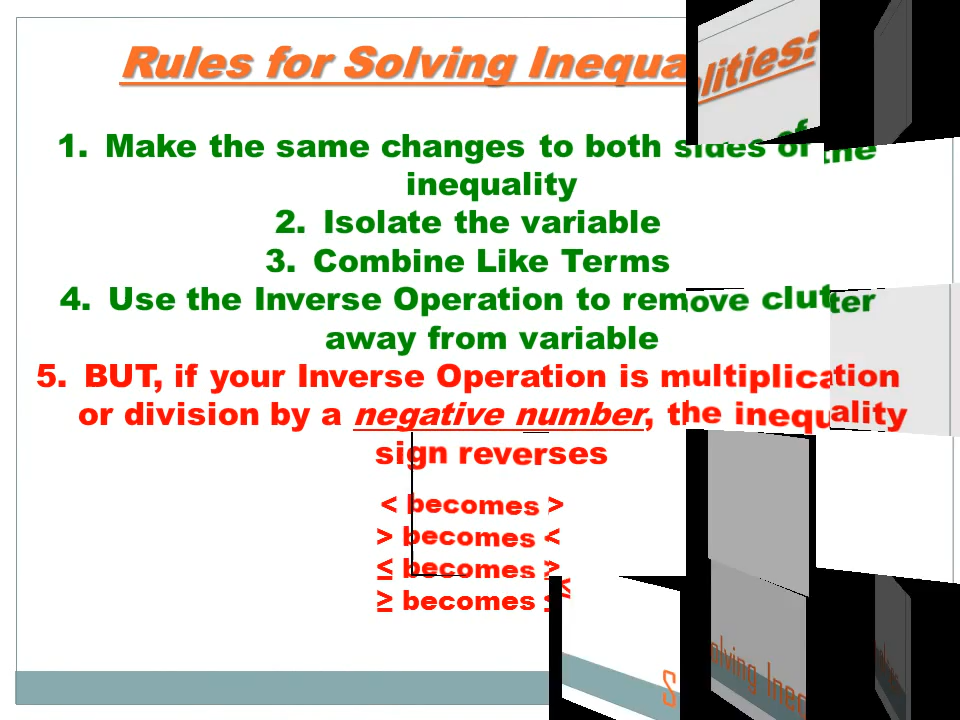 Rules for Solving Inequalities:
1. Make the same changes to both sides of the
inequality
2. Isolate the variable
3. Combine Like Terms
4. Use the Inverse Operation to remove clutter
away from variable
5. BUT, if your Inverse Operation is multiplication
or division by a negative number, the inequality
sign reverses
< becomes >
> becomes <
≤ becomes ≥
≥ becomes ≤
olving Ineq